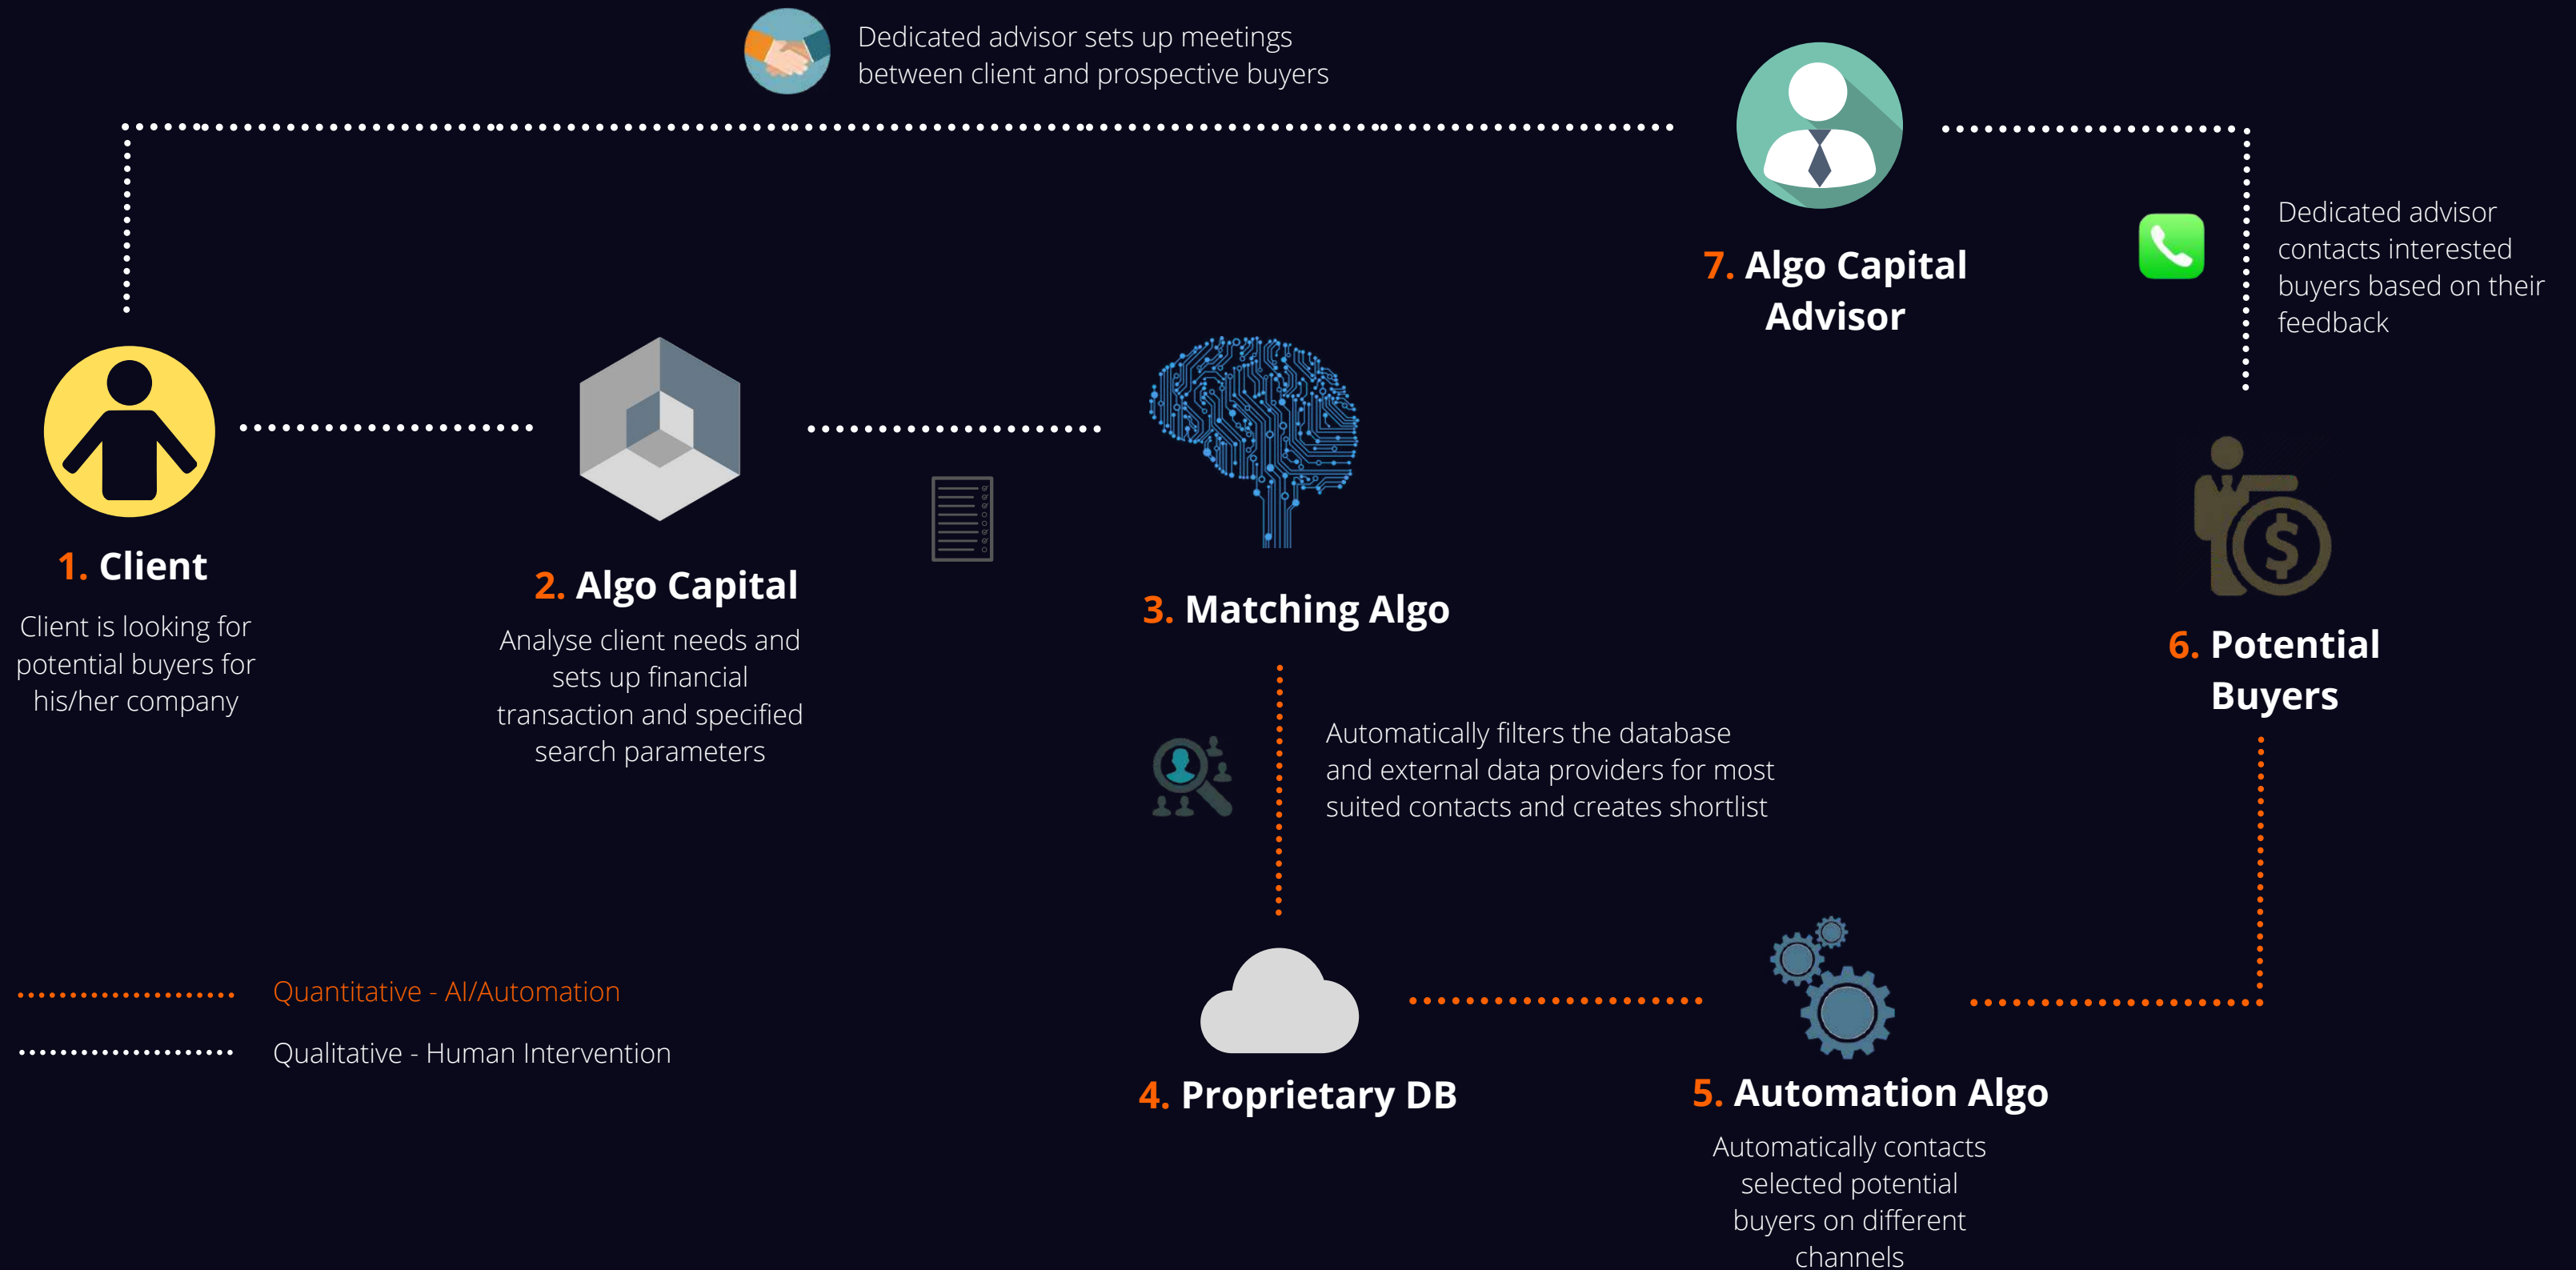 Dedicated advisor sets up meetings
between client and prospective buyers
Dedicated advisor
contacts interested
buyers based on their
feedback
7. Algo Capital
Advisor
1. Client
Client is looking for
potential buyers for
his/her company
2. Algo Capital
Analyse client needs and
sets up financial
transaction and specified
search parameters
3. Matching Algo
Automatically filters the database
and external data providers for most
suited contacts and creates shortlist
6. Potential
Buyers
Quantitative - AI/Automation
Qualitative - Human Intervention
4. Proprietary DB
5. Automation Algo
Automatically contacts
selected potential
buyers on different
channels